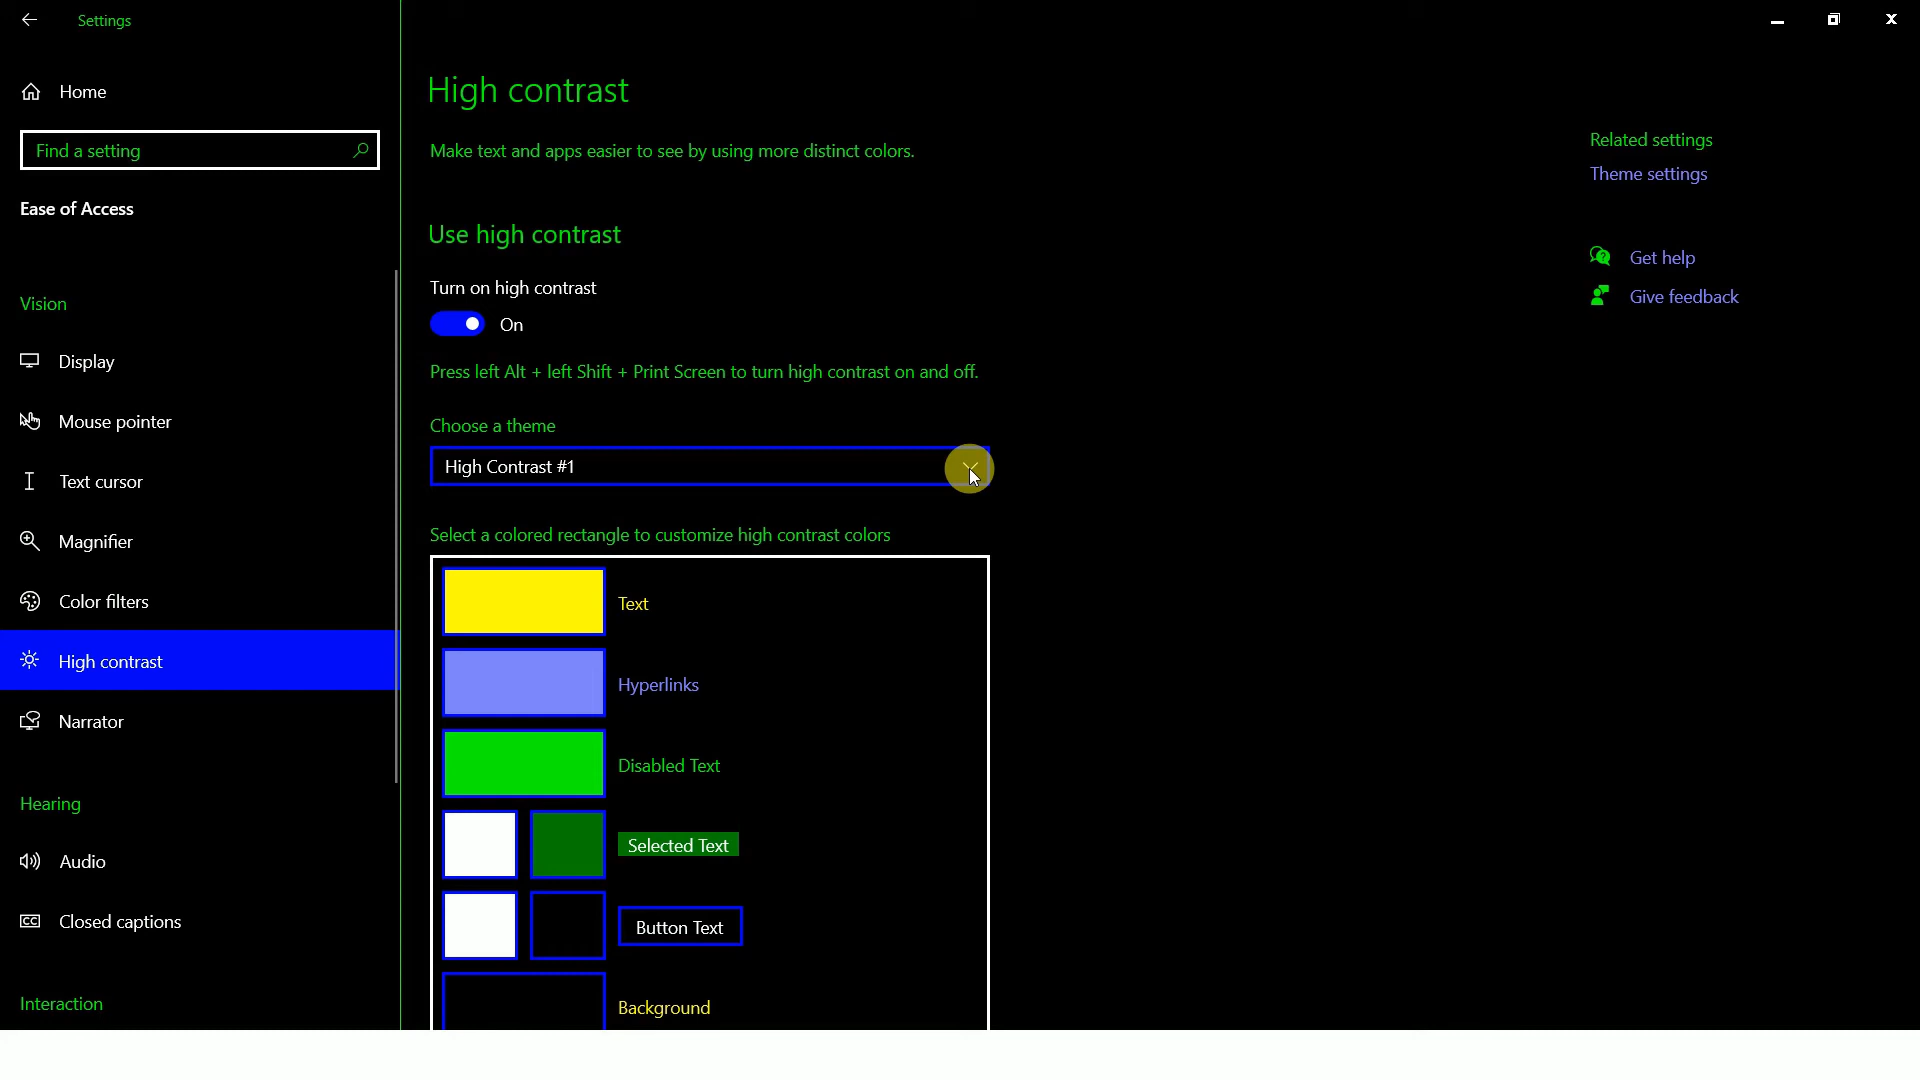 Settings
Home
Find a setting
Ease of Access
Vision
Display
Mouse pointer
Text cursor
Magnifier
Color filters
High contrast
Narrator
Hearing
Audio
CC Closed captions
Interaction
High contrast
Make text and apps easier to see by using more distinct colors.
Use high contrast
Turn on high contrast
On
Press left Alt + left Shift + Print Screen to turn high contrast on and off.
Choose a theme
High Contrast #1
Select a colored rectangle to customize high contrast colors
Text
Hyperlinks
Disabled Text
Selected Text
Button Text
Background
Related settings
Theme settings
Get help
Give feedback